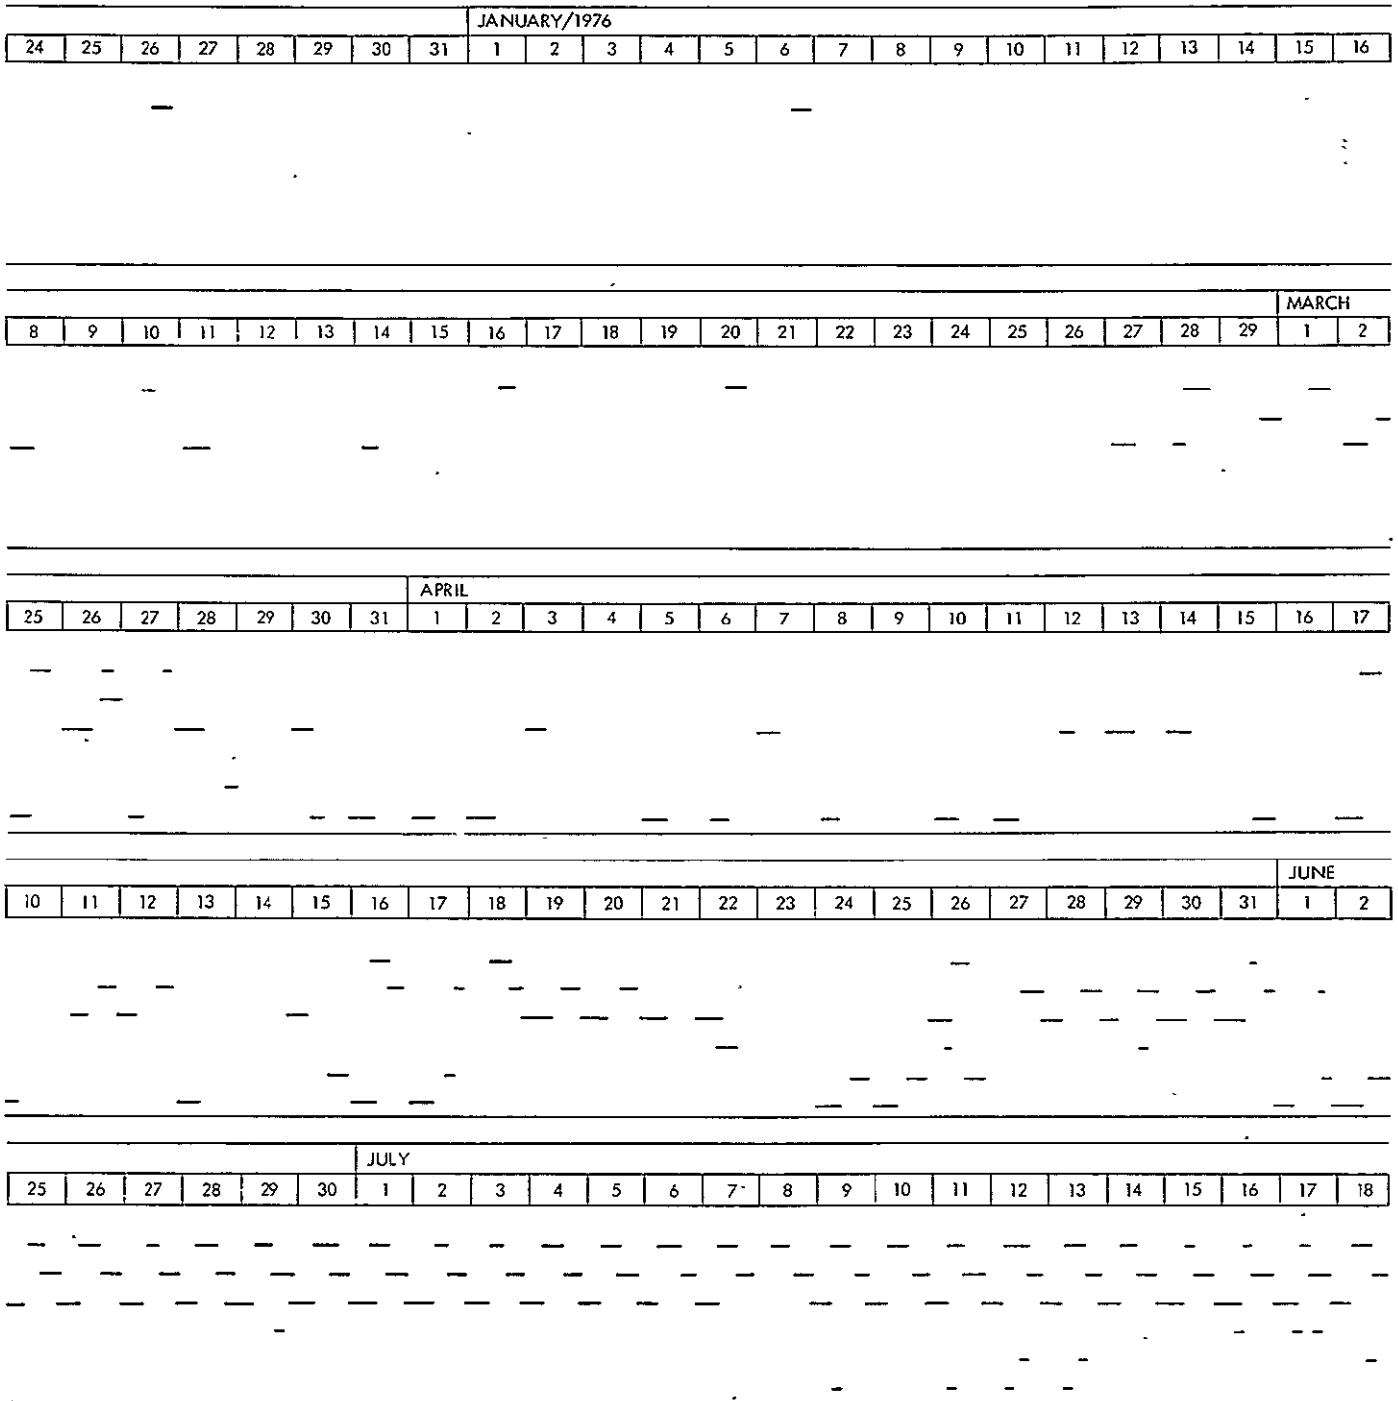 JANUARY/1976
24 25 26 27 28 29 30 31 1 2 3 4 5 6 7 8 9 10 11 12 13 14 15 16
MARCH
8 9 10 11 12 13 14 15 16 17 18 19 20 21 22 23 24 25 26 27 28 29 1 2
APRIL
25 26 27 28 29 30 31 1 2 3 4 5 6 7 8 9 10 11 12 13 14 15 16 17
JUNE
10 11 12 13 14 15 16 17 18 19 20 21 22 23 24 25 26 27 28 29 30 31 1 2
JULY
25 26 27 28 29 30 1 2 3 4 5 6 7 8 9 10 11 12 13 14 15 16 17 18